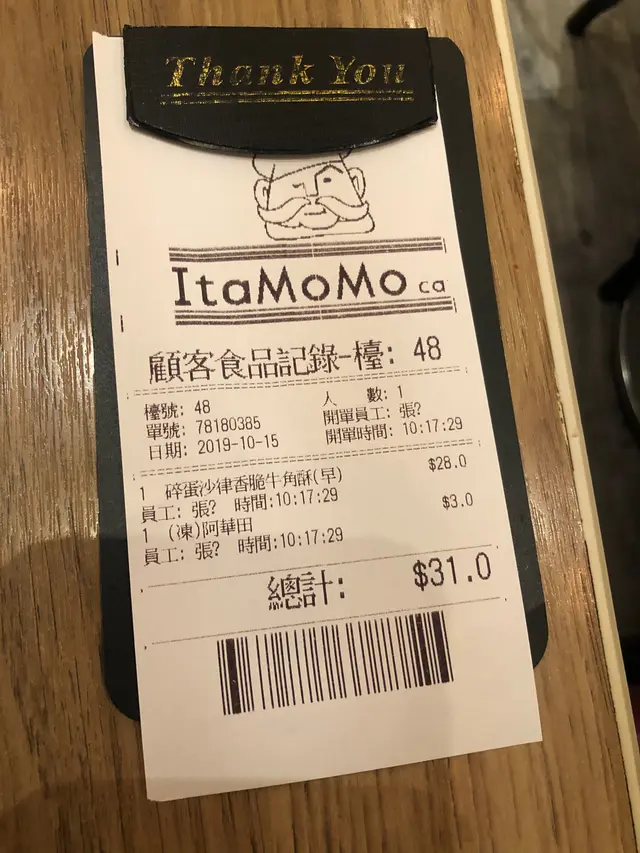 Thank You
ItaMoMo ca
顧客食品記錄-檯: 48
檯號: 48
人 數: 1
單號: 78180385
開單員工: 張?
日期: 2019-10-15
開單時間: 10:17:29
1 碎蛋沙律香脆牛角酥(早) $28.0
員工: 張? 時間:10:17:29
1 (凍)阿華田 $3.0
員工: 張? 時間:10:17:29
總計: $31.0